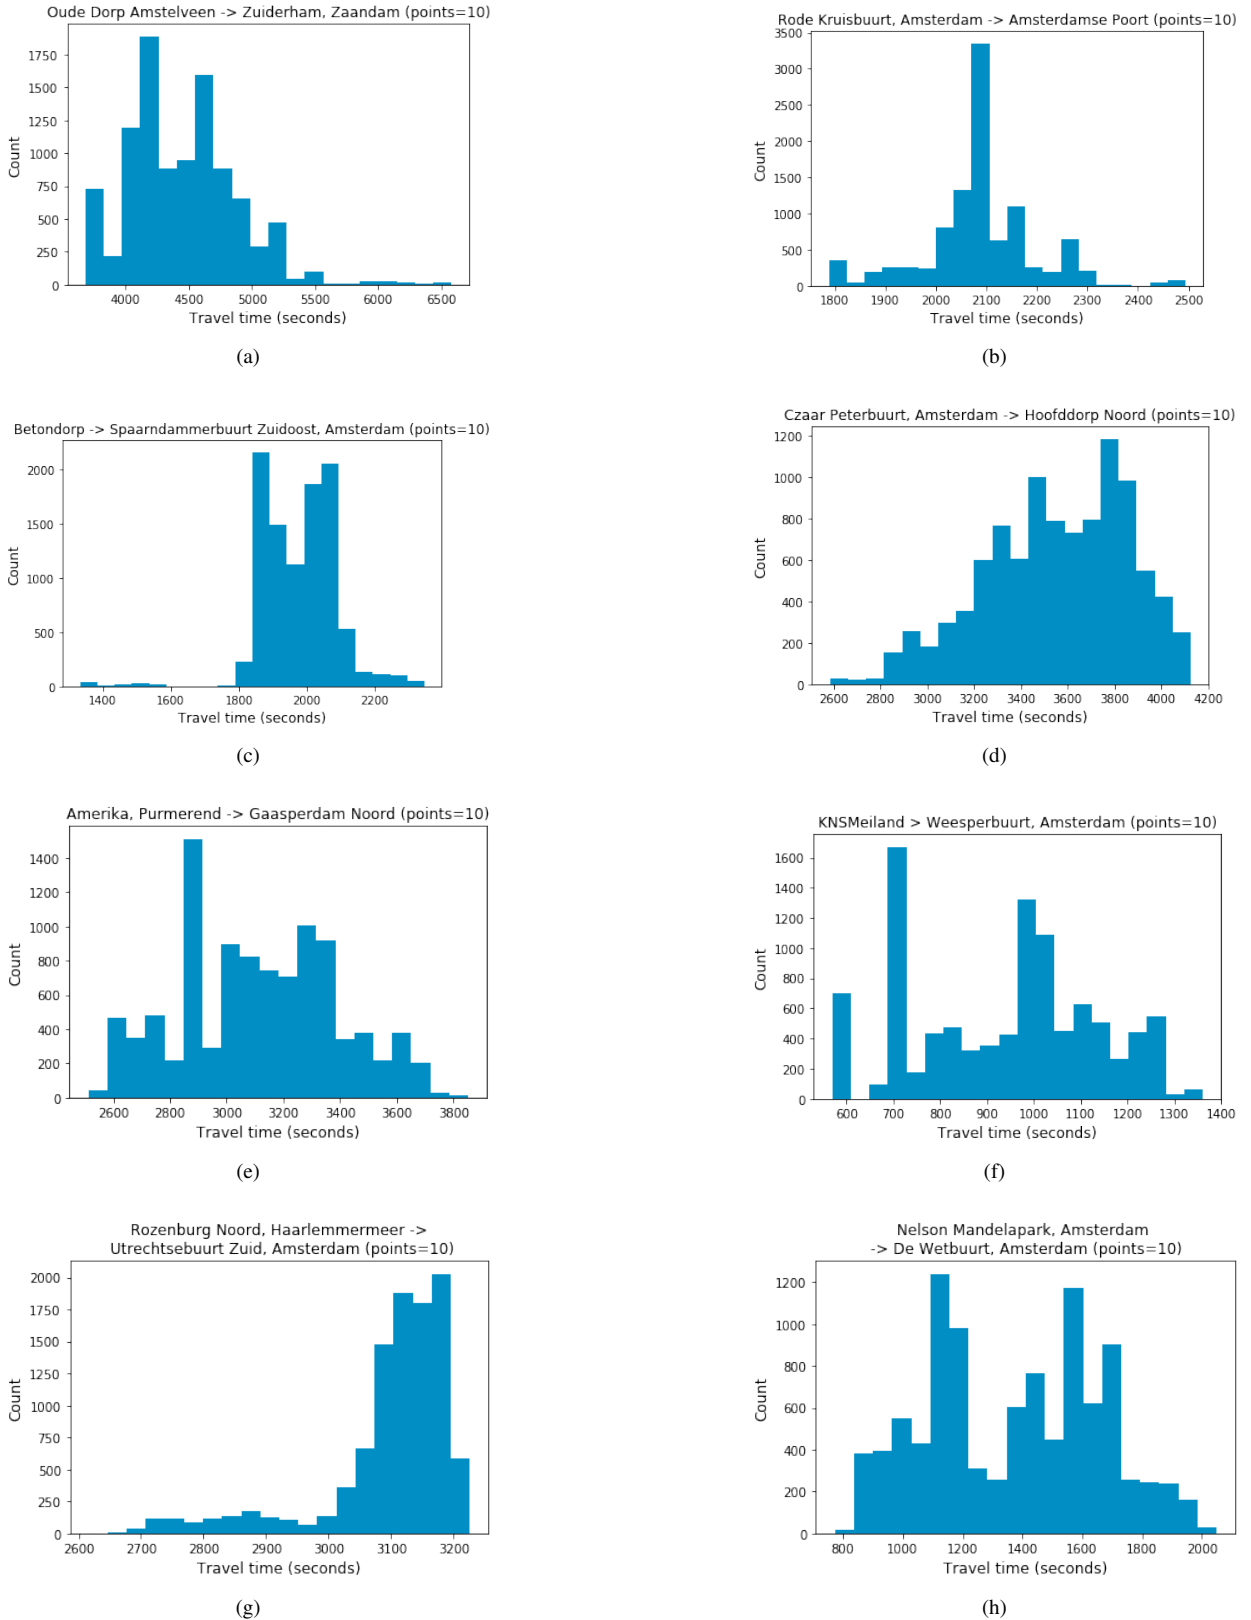 Oude Dorp Amstelveen -> Zuiderham, Zaandam (points=10)
1750
1500
1250
1000
750
500
250
0
Count
4000 4500 5000 5500 6000 6500
Travel time (seconds)
(a)
Rode Kruisbuurt, Amsterdam -> Amsterdamse Poort (points=10)
3500
3000
2500
2000
1500
1000
500
0
Count
1800 1900 2000 2100 2200 2300 2400 2500
Travel time (seconds)
(b)
Betondorp -> Spaarndammerbuurt Zuidoost, Amsterdam (points=10)
2000
1500
1000
500
0
Count
1400 1600 1800 2000 2200
Travel time (seconds)
(c)
Czaar Peterbuurt, Amsterdam -> Hoofddorp Noord (points=10)
1200
1000
800
600
400
200
0
Count
2600 2800 3000 3200 3400 3600 3800 4000 4200
Travel time (seconds)
(d)
Amerika, Purmerend -> Gaasperdam Noord (points=10)
1400
1200
1000
800
600
400
200
0
Count
2600 2800 3000 3200 3400 3600 3800
Travel time (seconds)
(e)
KNSMeiland > Weesperbuurt, Amsterdam (points=10)
1600
1400
1200
1000
800
600
400
200
0
Count
600 700 800 900 1000 1100 1200 1300 1400
Travel time (seconds)
(f)
Rozenburg Noord, Haarlemmermeer ->
Utrechtsebuurt Zuid, Amsterdam (points=10)
2000
1750
1500
1250
1000
750
500
250
0
Count
2600 2700 2800 2900 3000 3100 3200
Travel time (seconds)
(g)
Nelson Mandelapark, Amsterdam
-> De Wetbuurt, Amsterdam (points=10)
1200
1000
800
600
400
200
0
Count
800 1000 1200 1400 1600 1800 2000
Travel time (seconds)
(h)